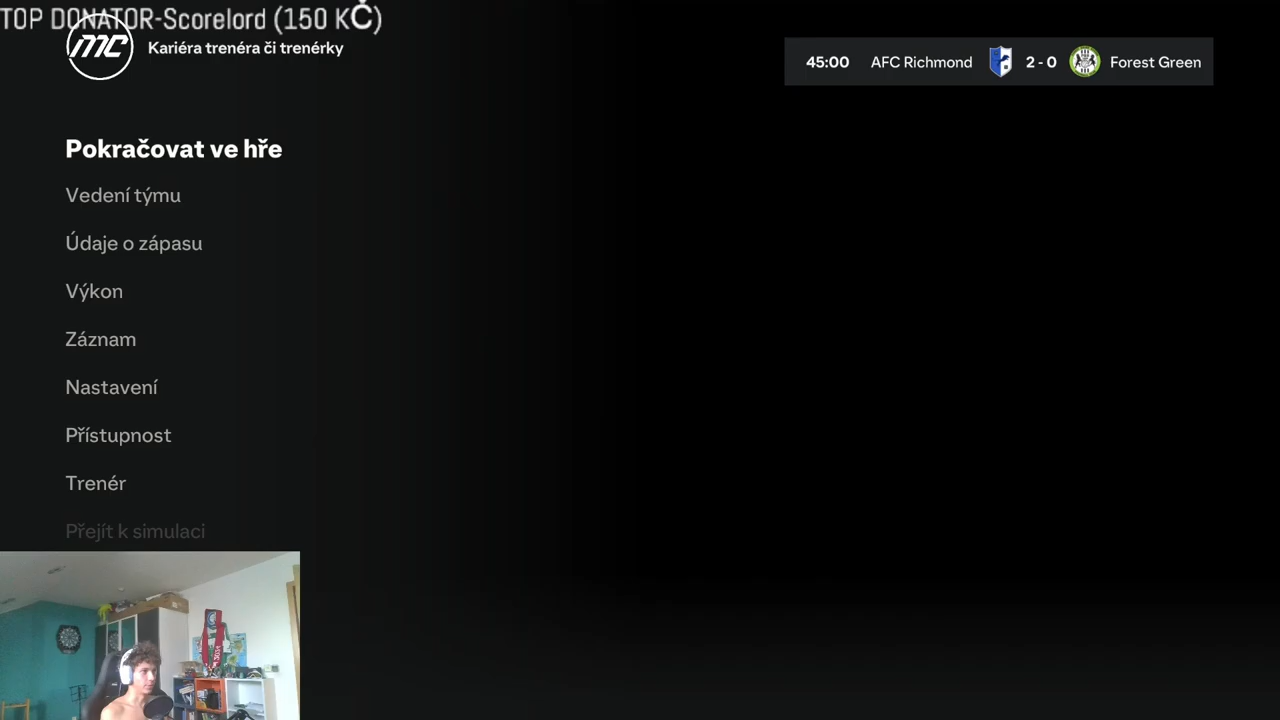 TOP DONATOR-Scorelord (150 KČ)
MC Kariéra trenéra či trenérky
45:00 AFC Richmond 2 - 0 Forest Green
Pokračovat ve hře
Vedení týmu
Údaje o zápasu
Výkon
Záznam
Nastavení
Přístupnost
Trenér
Přejít k simulaci